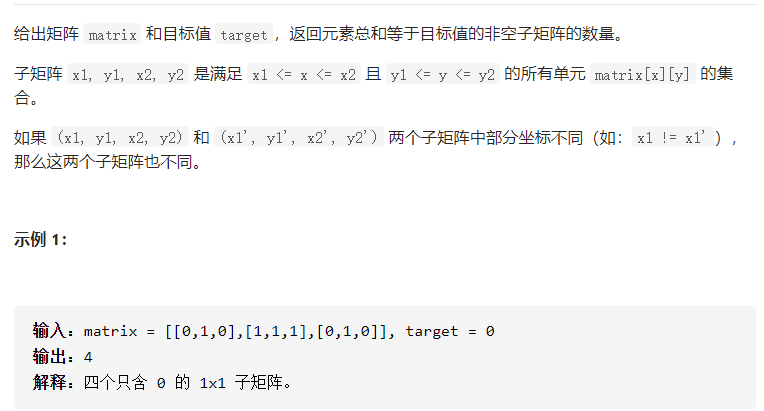 给出矩阵 matrix 和目标值 target，返回元素总和等于目标值的非空子矩阵的数量。
子矩阵 x1, y1, x2, y2 是满足 x1 <= x <= x2 且 y1 <= y <= y2 的所有单元 matrix[x][y] 的集
合。
如果 (x1, y1, x2, y2) 和 (x1', y1', x2', y2') 两个子矩阵中部分坐标不同（如：x1 != x1'），
那么这两个子矩阵也不同。
示例 1：
输入：matrix = [[0,1,0],[1,1,1],[0,1,0]], target = 0
输出：4
解释：四个只含 0 的 1x1 子矩阵。